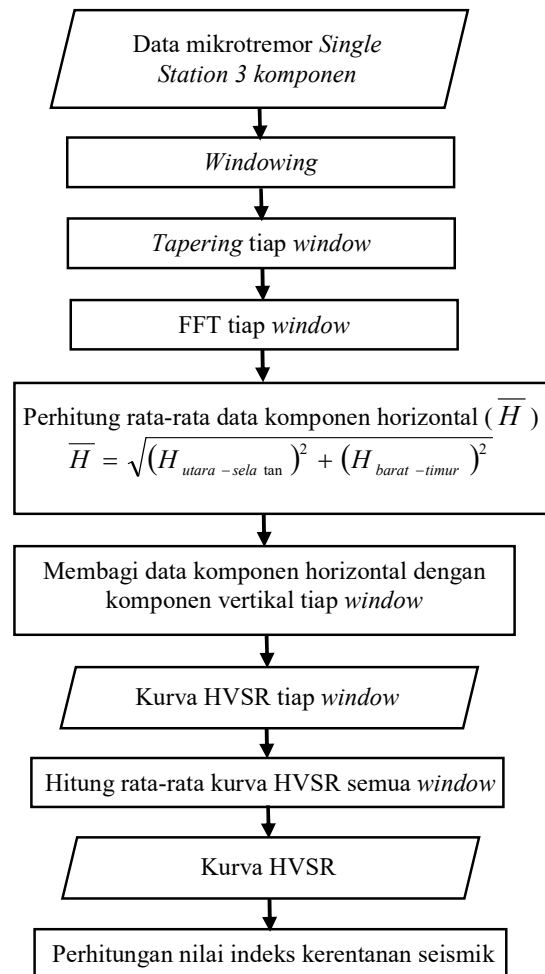 Data mikrotremor Single
Station 3 komponen
Windowing
Tapering tiap window
FFT tiap window
Perhitung rata-rata data komponen horizontal ( H̅ )
H̅ = √(H utara – sela tan)² + (H barat – timur)²
Membagi data komponen horizontal dengan
komponen vertikal tiap window
Kurva HVSR tiap window
Hitung rata-rata kurva HVSR semua window
Kurva HVSR
Perhitungan nilai indeks kerentanan seismik